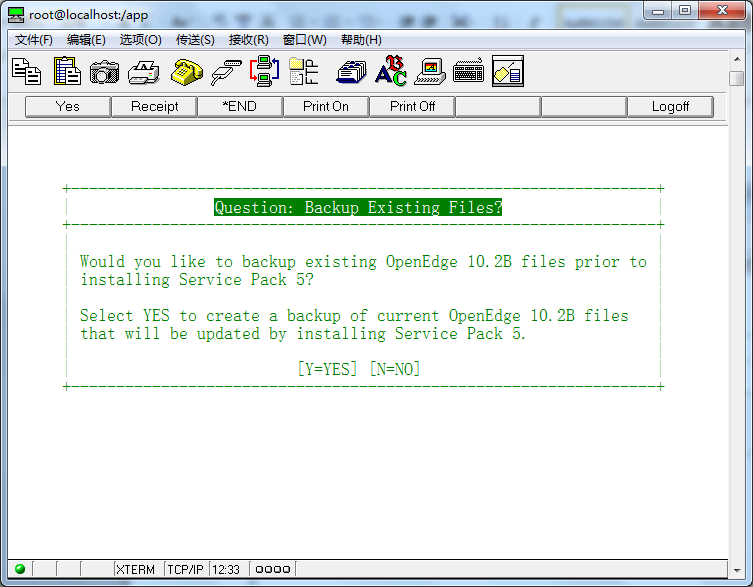 root@localhost:/app
文件(F) 编辑(E) 选项(O) 传送(S) 接收(R) 窗口(W) 帮助(H)
Yes Receipt *END Print On Print Off Logoff
Question: Backup Existing Files?
Would you like to backup existing OpenEdge 10.2B files prior to
installing Service Pack 5?
Select YES to create a backup of current OpenEdge 10.2B files
that will be updated by installing Service Pack 5.
[Y=YES] [N=NO]
XTERM TCP/IP 12:33